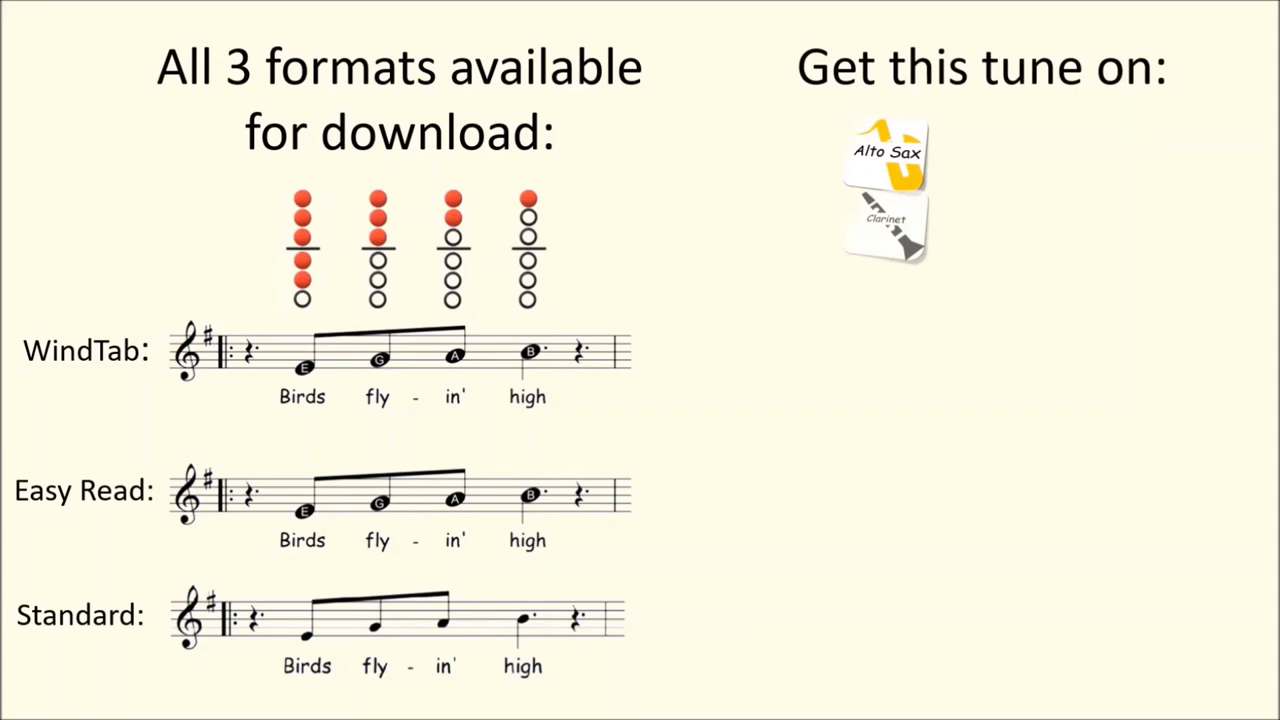 All 3 formats available
for download:
Get this tune on:
Alto Sax
Clarinet
WindTab:
E G A B
Birds fly - in' high
Easy Read:
E G A B
Birds fly - in' high
Standard:
Birds fly - in' high